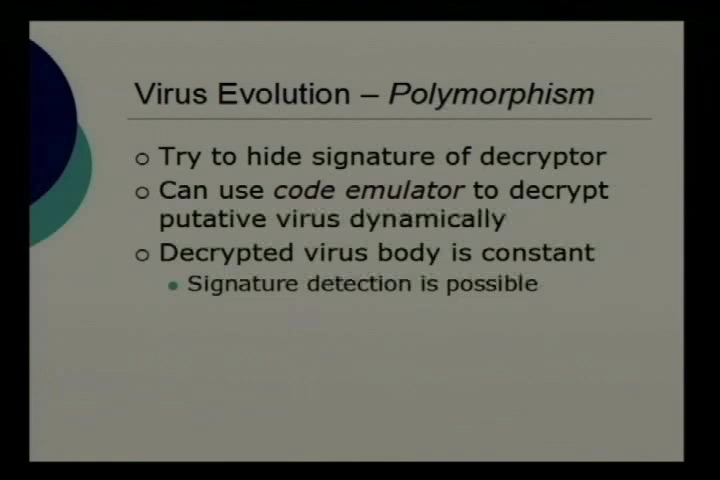 Virus Evolution – Polymorphism
Try to hide signature of decryptor
Can use code emulator to decrypt
putative virus dynamically
Decrypted virus body is constant
Signature detection is possible